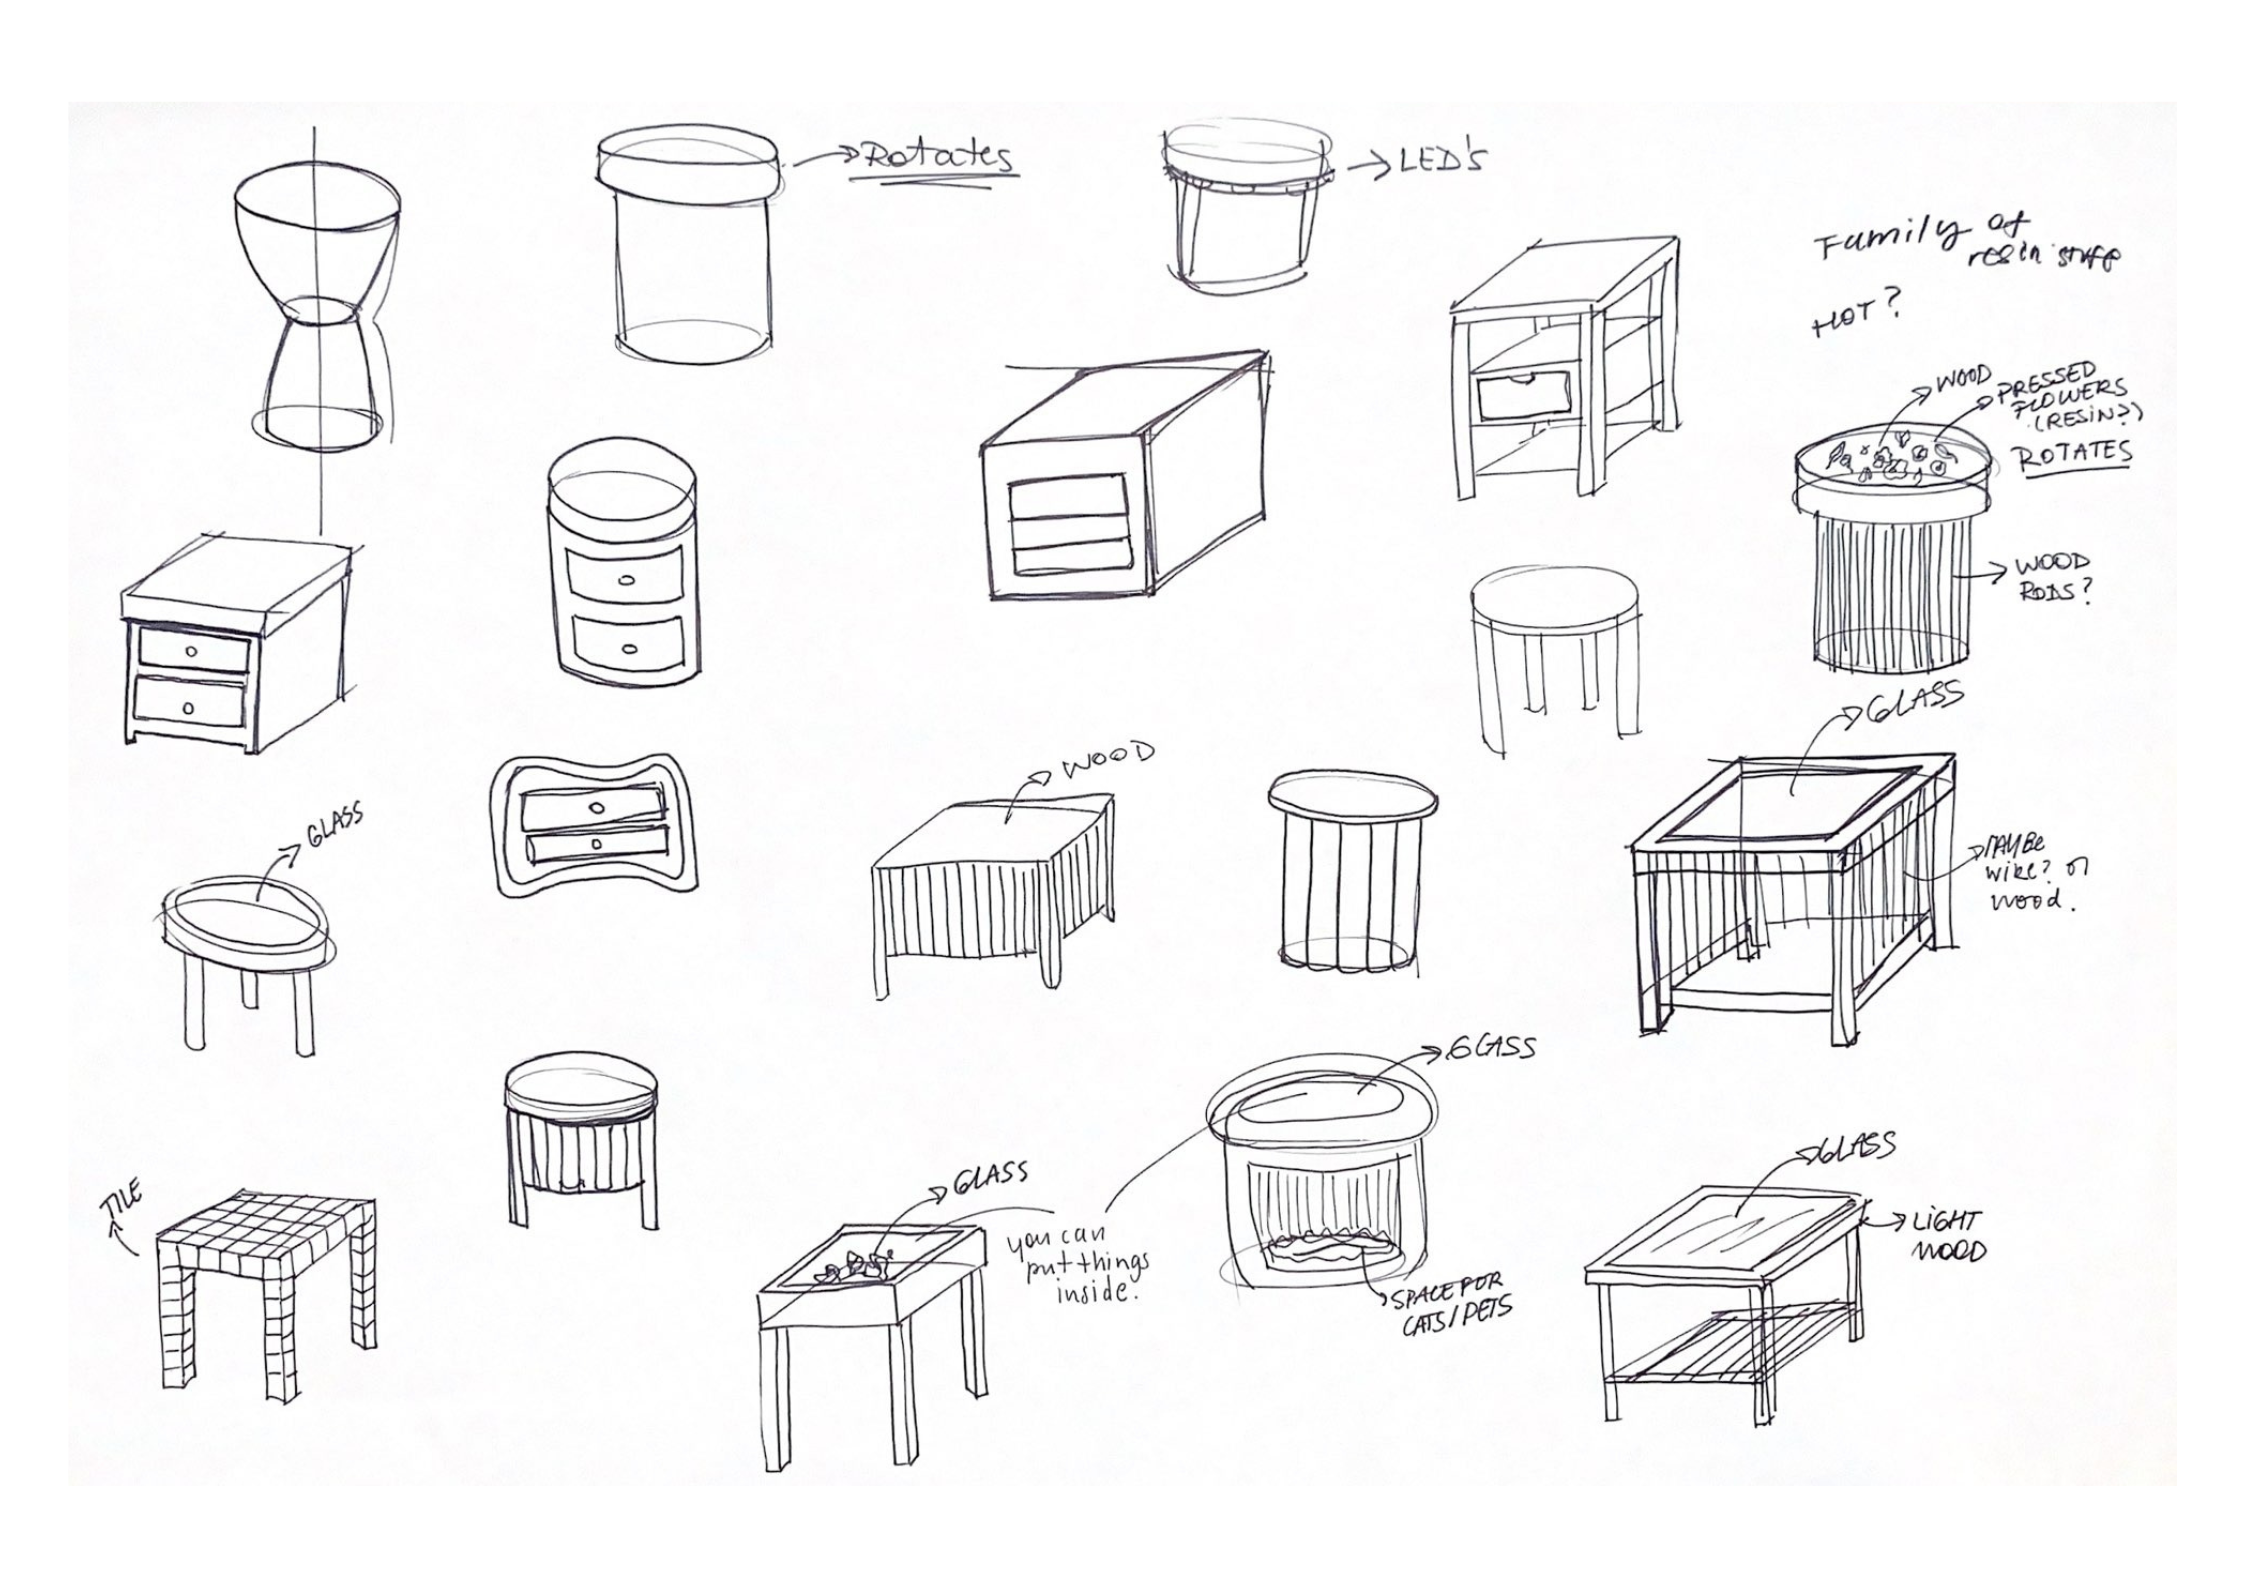 Rotates
LED's
Family of
resin stuff
HOT?
WOOD
PRESSED
FLOWERS
(RESIN?)
ROTATES
WOOD
RODS?
GLASS
WOOD
MAYBE
wire? or
wood.
GLASS
GLASS
GLASS
GLASS
LIGHT
WOOD
TILE
you can
put things
inside.
SPACE FOR
CATS/PETS